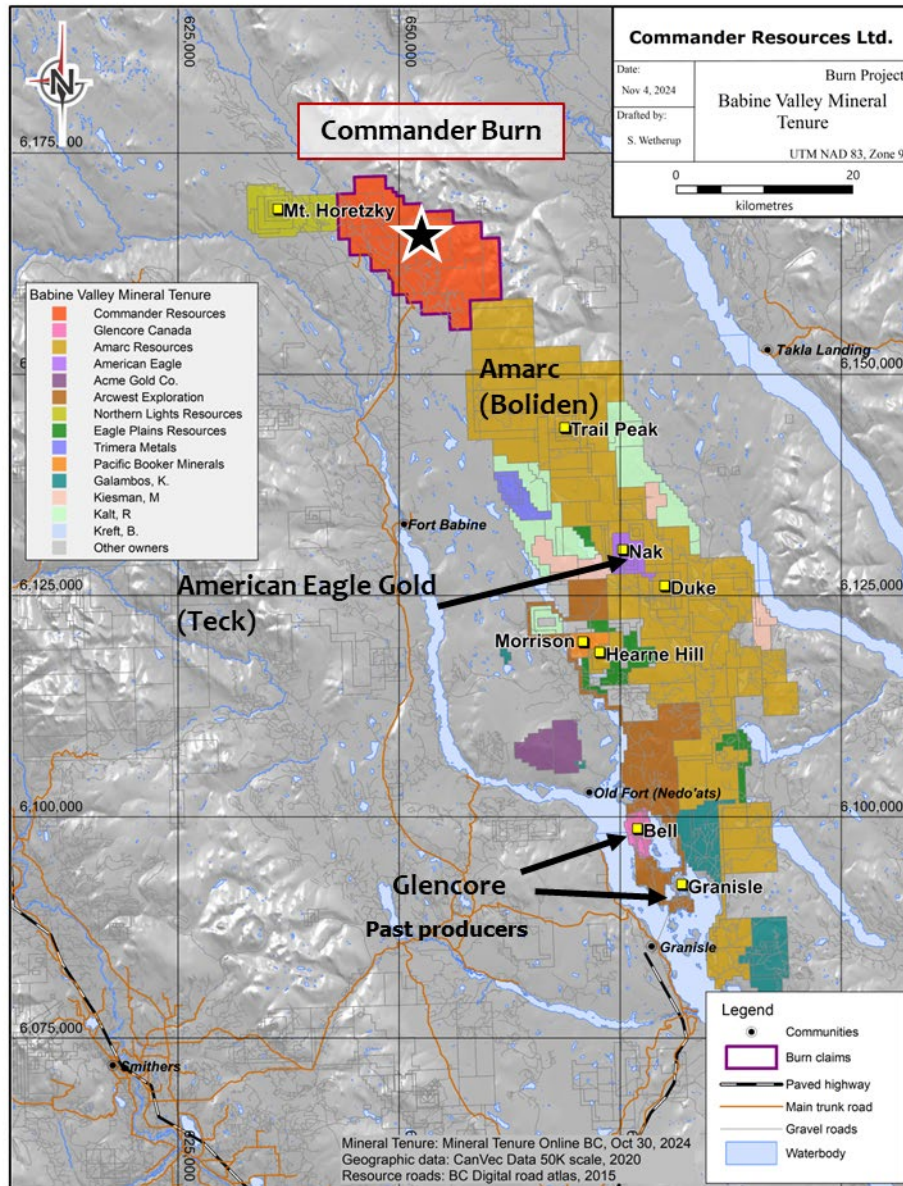 625,000
650,000
Commander Resources Ltd.
Date:
Nov 4, 2024
Drafted by:
S. Wetherup
Burn Project
Babine Valley Mineral
Tenure
UTM NAD 83, Zone 9
0
20
kilometres
N
Commander Burn
6,175,000
Mt. Horetzky
Babine Valley Mineral Tenure
Commander Resources
Glencore Canada
Amarc Resources
American Eagle
Acme Gold Co.
Arcwest Exploration
Northern Lights Resources
Eagle Plains Resources
Trimera Metals
Pacific Booker Minerals
Galambos, K.
Kiesman, M
Kalt, R
Kreft, B.
Other owners
Takla Landing
6,150,000
Amarc
(Boliden)
Trail Peak
Fort Babine
Nak
American Eagle Gold
(Teck)
6,125,000
6,125,000
Duke
Morrison
Hearne Hill
Old Fort (Nedo'ats)
6,100,000
6,100,000
Bell
Glencore
Past producers
Granisle
Granisle
6,075,000
Smithers
625,000
Legend
Communities
Burn claims
Paved highway
Main trunk road
Gravel roads
Waterbody
Mineral Tenure: Mineral Tenure Online BC, Oct 30, 2024
Geographic data: CanVec Data 50K scale, 2020
Resource roads: BC Digital road atlas, 2015